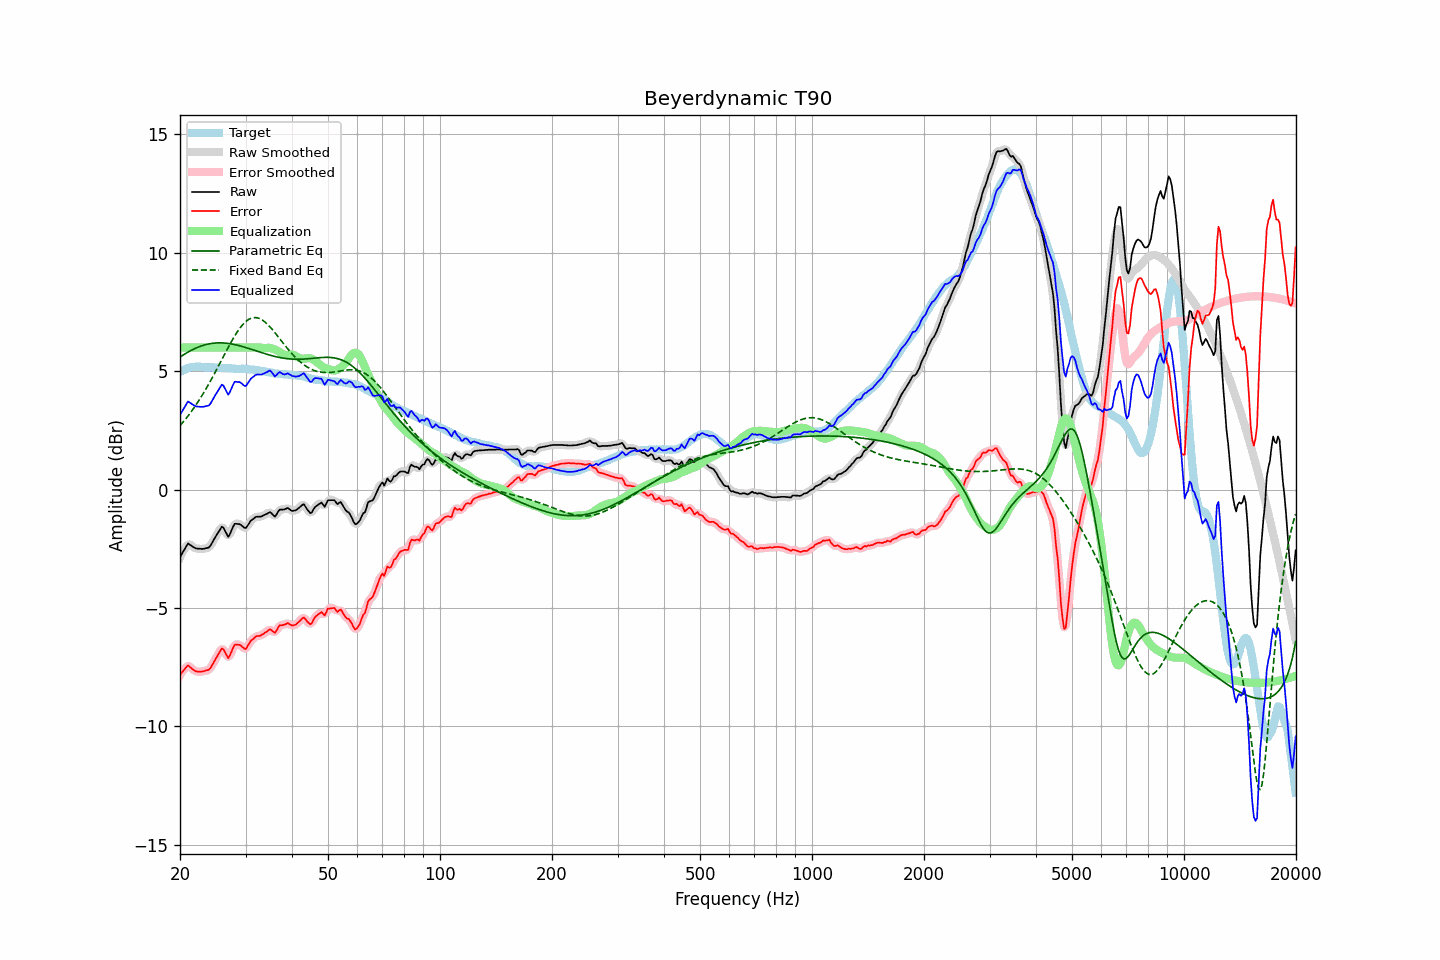 Beyerdynamic T90
Target
Raw Smoothed
Error Smoothed
Raw
Error
Equalization
Parametric Eq
Fixed Band Eq
Equalized
15
10
5
0
−5
−10
−15
Amplitude (dBr)
20 50 100 200 500 1000 2000 5000 10000 20000
Frequency (Hz)